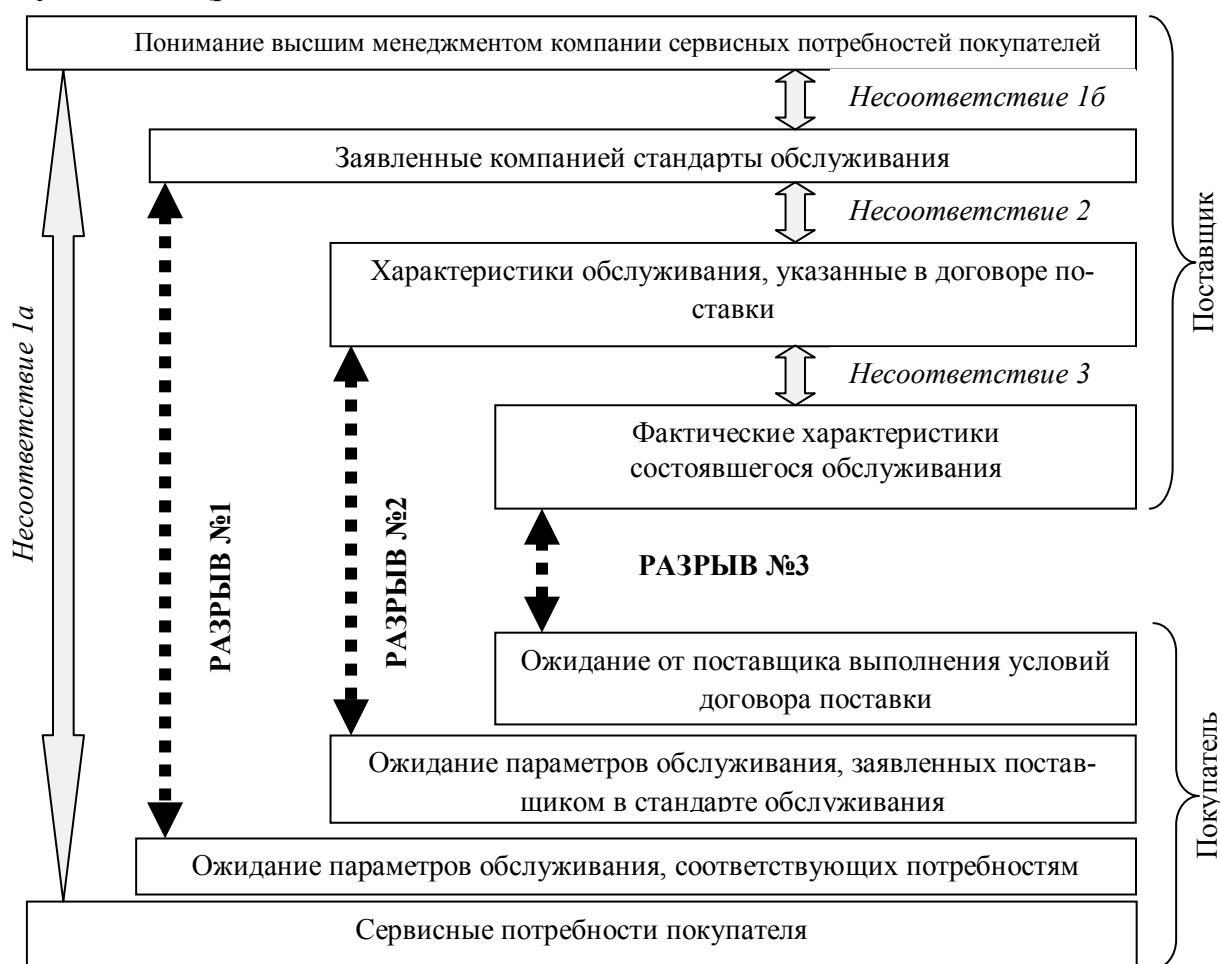 Понимание высшим менеджментом компании сервисных потребностей покупателей
Несоответствие 1б
Заявленные компанией стандарты обслуживания
Несоответствие 2
Характеристики обслуживания, указанные в договоре по-
ставки
Несоответствие 3
Фактические характеристики
состоявшегося обслуживания
Поставщик
Несоответствие 1а
РАЗРЫВ №1
РАЗРЫВ №2
РАЗРЫВ №3
Ожидание от поставщика выполнения условий
договора поставки
Ожидание параметров обслуживания, заявленных постав-
щиком в стандарте обслуживания
Ожидание параметров обслуживания, соответствующих потребностям
Сервисные потребности покупателя
Покупатель